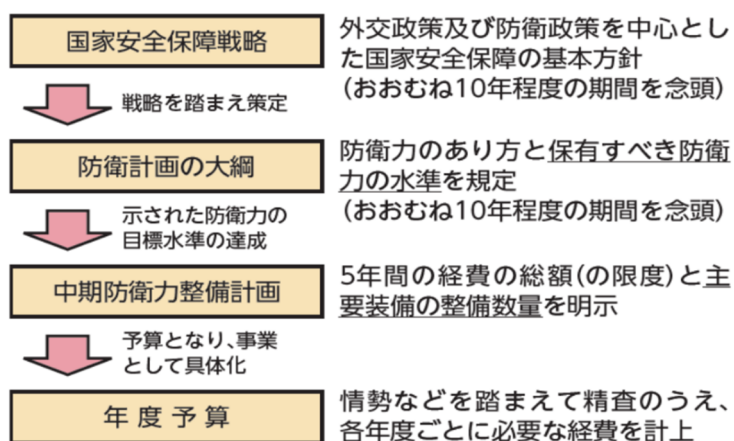 国家安全保障戦略
外交政策及び防衛政策を中心とし
た国家安全保障の基本方針
(おおむね10年程度の期間を念頭)
戦略を踏まえ策定
防衛計画の大綱
防衛力のあり方と保有すべき防衛
力の水準を規定
(おおむね10年程度の期間を念頭)
示された防衛力の
目標水準の達成
中期防衛力整備計画
5年間の経費の総額(の限度)と主
要装備の整備数量を明示
予算となり、事業
として具体化
年度予算
情勢などを踏まえて精査のうえ、
各年度ごとに必要な経費を計上